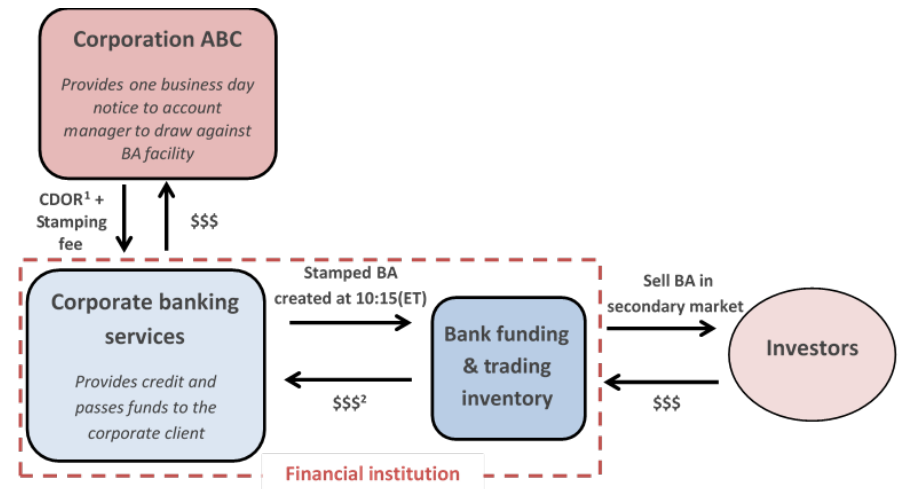 Corporation ABC
Provides one business day
notice to account
manager to draw against
BA facility
CDOR¹ +
Stamping
fee
$$$
Corporate banking
services
Provides credit and
passes funds to the
corporate client
Stamped BA
created at 10:15(ET)
$$$²
Bank funding
& trading
inventory
Sell BA in
secondary market
$$$
Investors
Financial institution